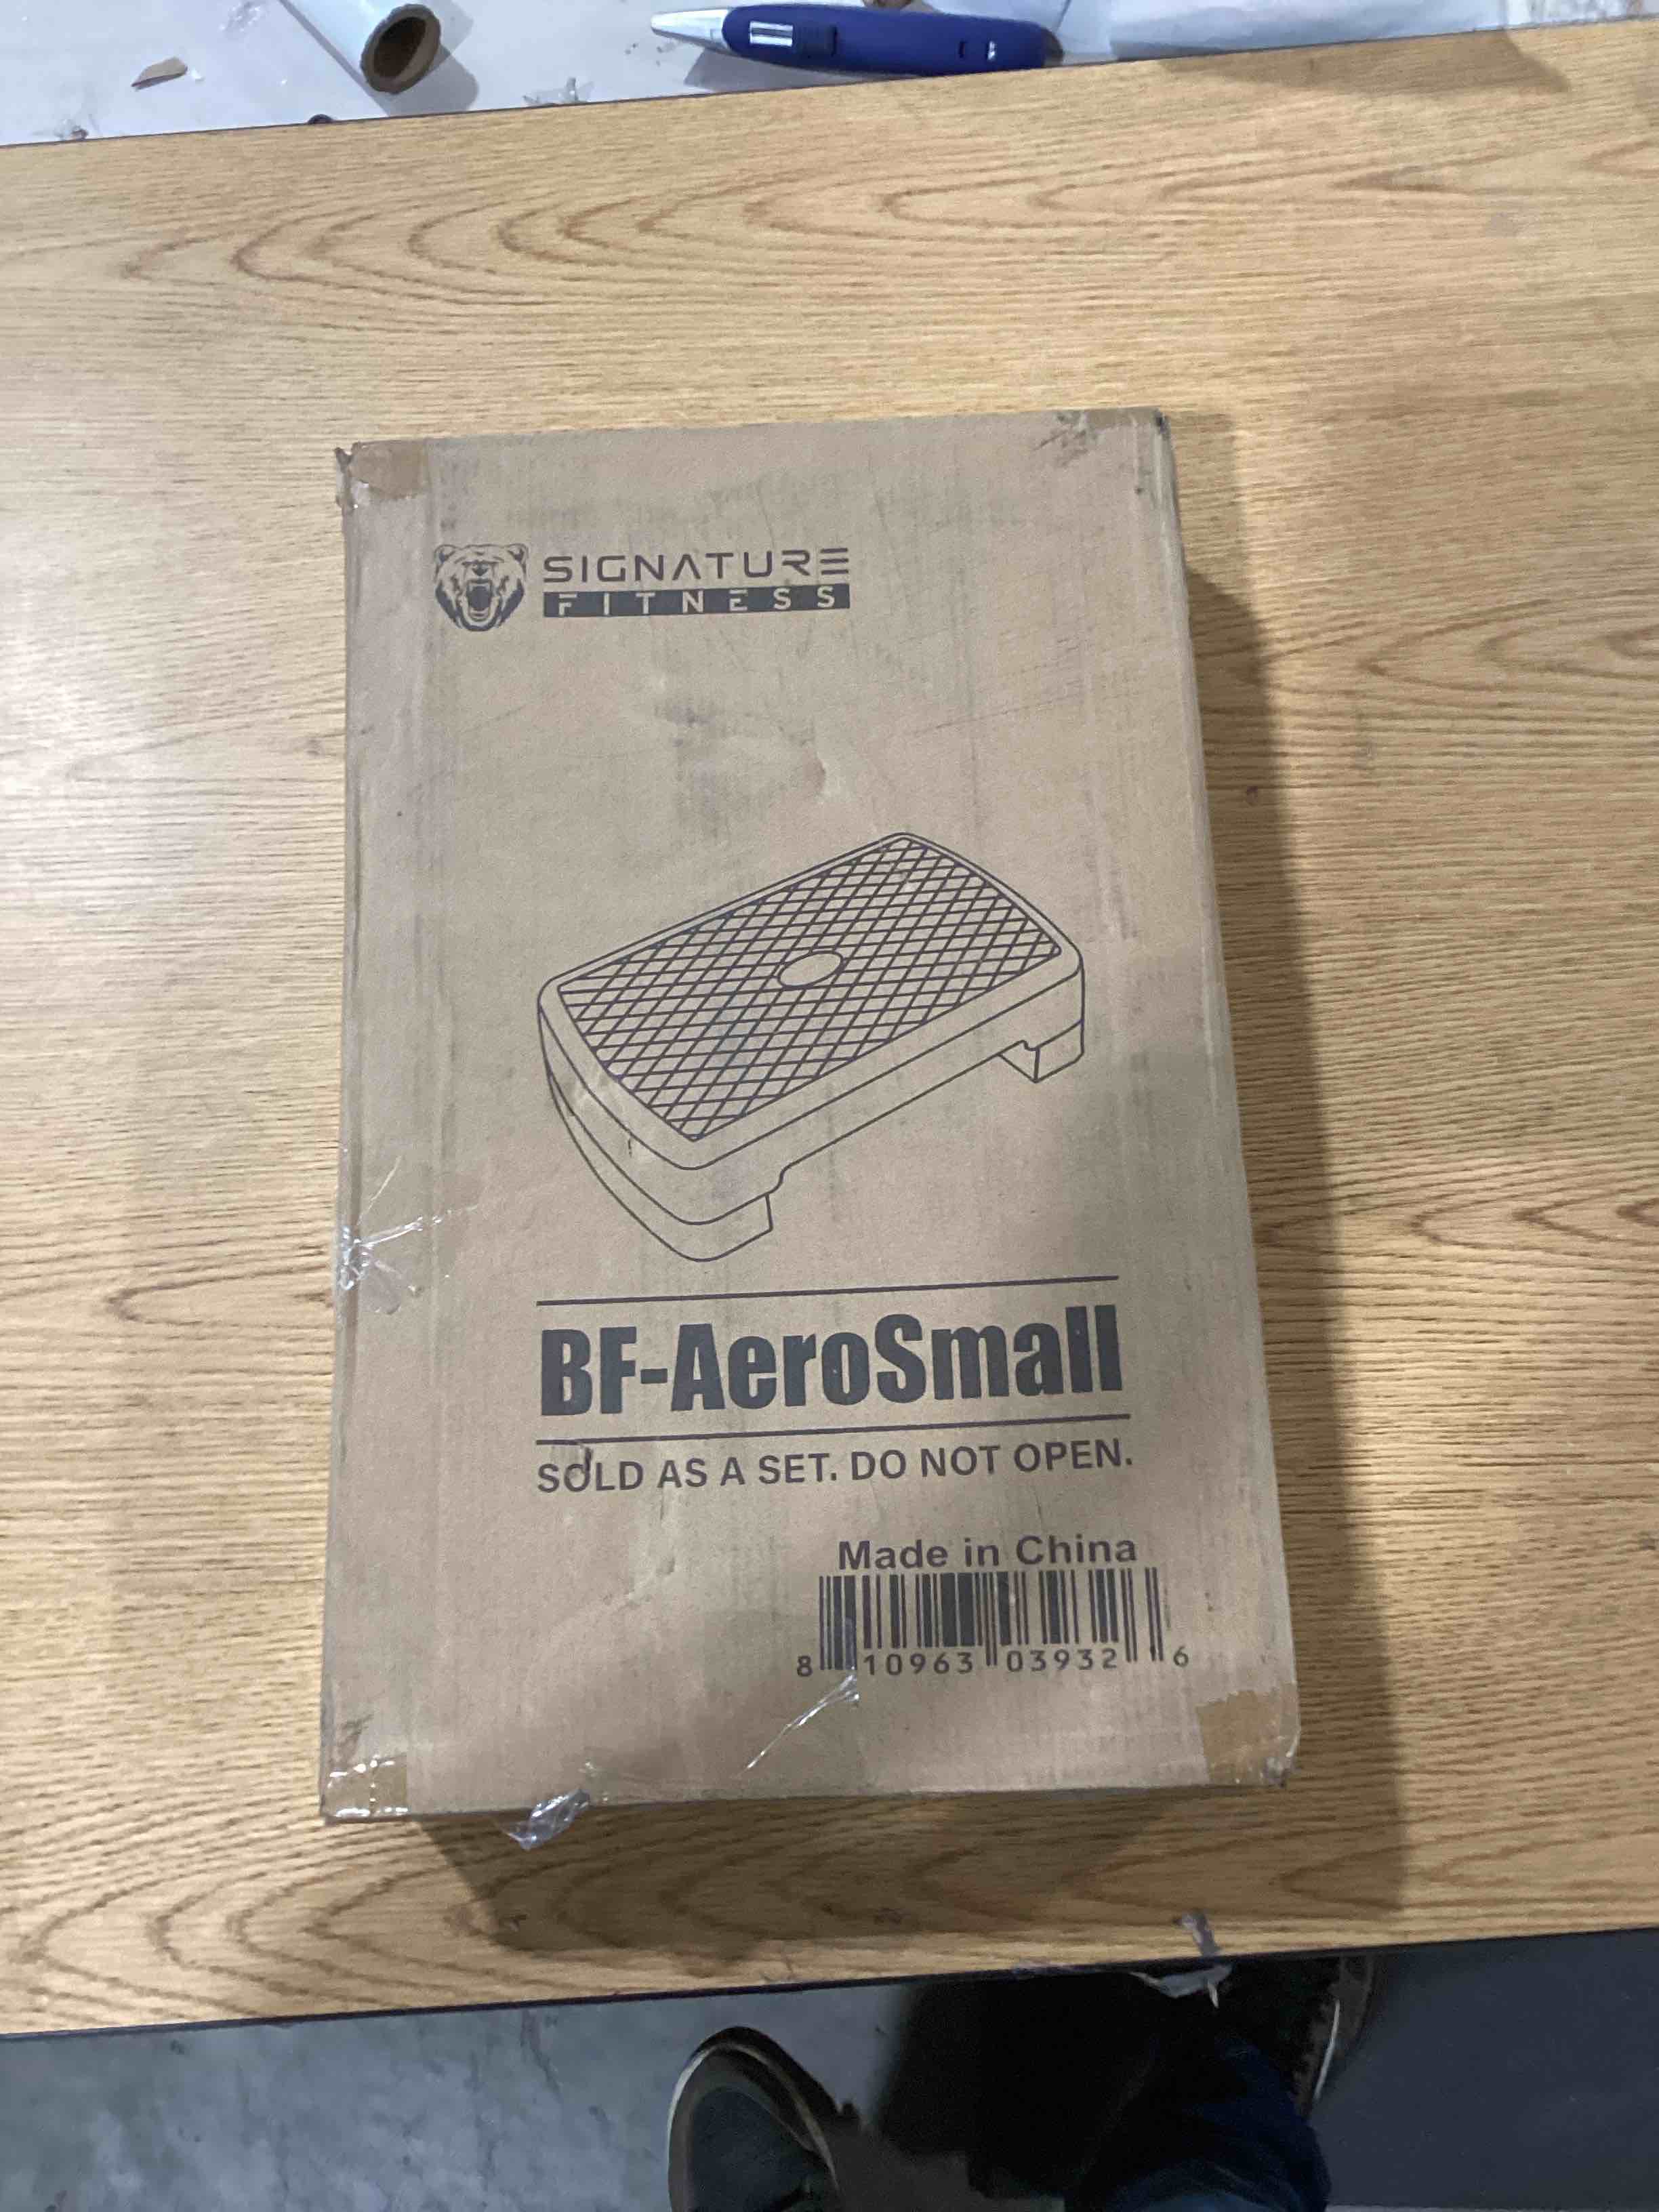 SIGNATURE
FITNESS
BF-AeroSmall
SOLD AS A SET. DO NOT OPEN.
Made in China
8 10963 03932 6